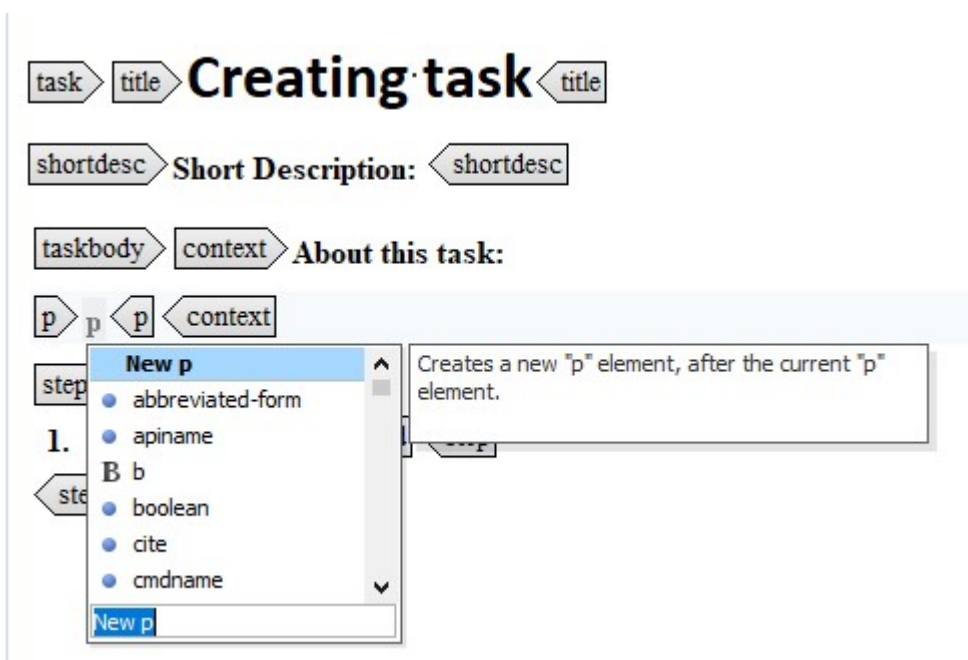 task title Creating task title
shortdesc Short Description: shortdesc
taskbody context About this task:
p p p context
New p
abbreviated-form
apiname
B b
boolean
cite
cmdname
New p
Creates a new "p" element, after the current "p"
element.
step
1.
ste